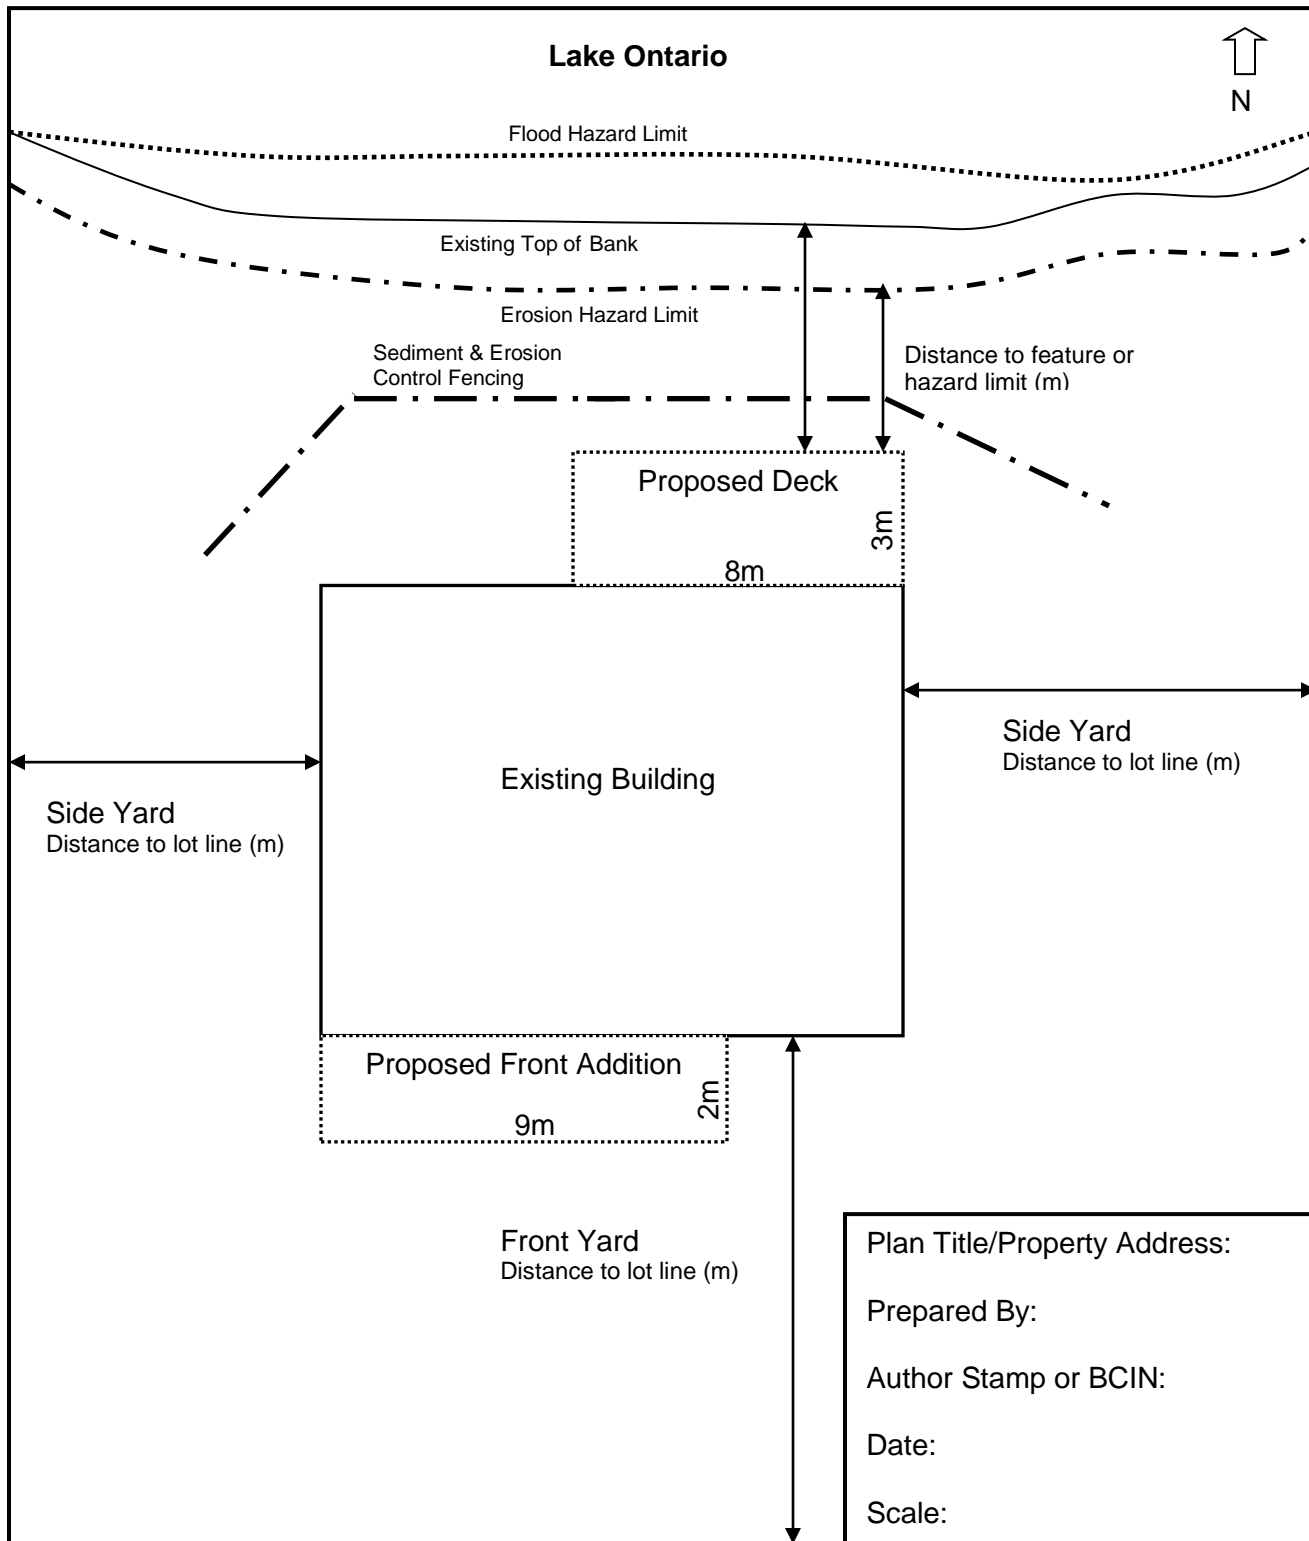 Lake Ontario
N
Flood Hazard Limit
Existing Top of Bank
Erosion Hazard Limit
Sediment & Erosion
Control Fencing
Distance to feature or
hazard limit (m)
Proposed Deck
3m
8m
Side Yard
Distance to lot line (m)
Existing Building
Side Yard
Distance to lot line (m)
Proposed Front Addition
2m
9m
Front Yard
Distance to lot line (m)
Plan Title/Property Address:
Prepared By:
Author Stamp or BCIN:
Date:
Scale: